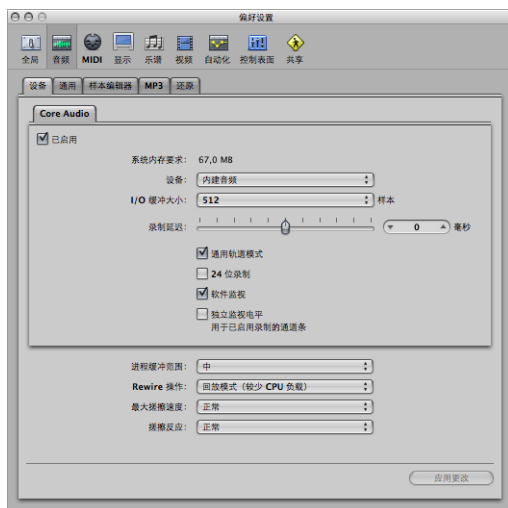 偏好设置
全局 音频 MIDI 显示 乐谱 视频 自动化 控制表面 共享
设备 通用 样本编辑器 MP3 还原
Core Audio
已启用
系统内存要求: 67,0 MB
设备: 内建音频
I/O 缓冲大小: 512 样本
录制延迟: 0 毫秒
通用轨道模式
24 位录制
软件监视
独立监视电平
用于已启用录制的通道条
进程缓冲范围: 中
Rewire 操作: 回放模式（较少 CPU 负载）
最大搓擦速度: 正常
搓擦反应: 正常
应用更改